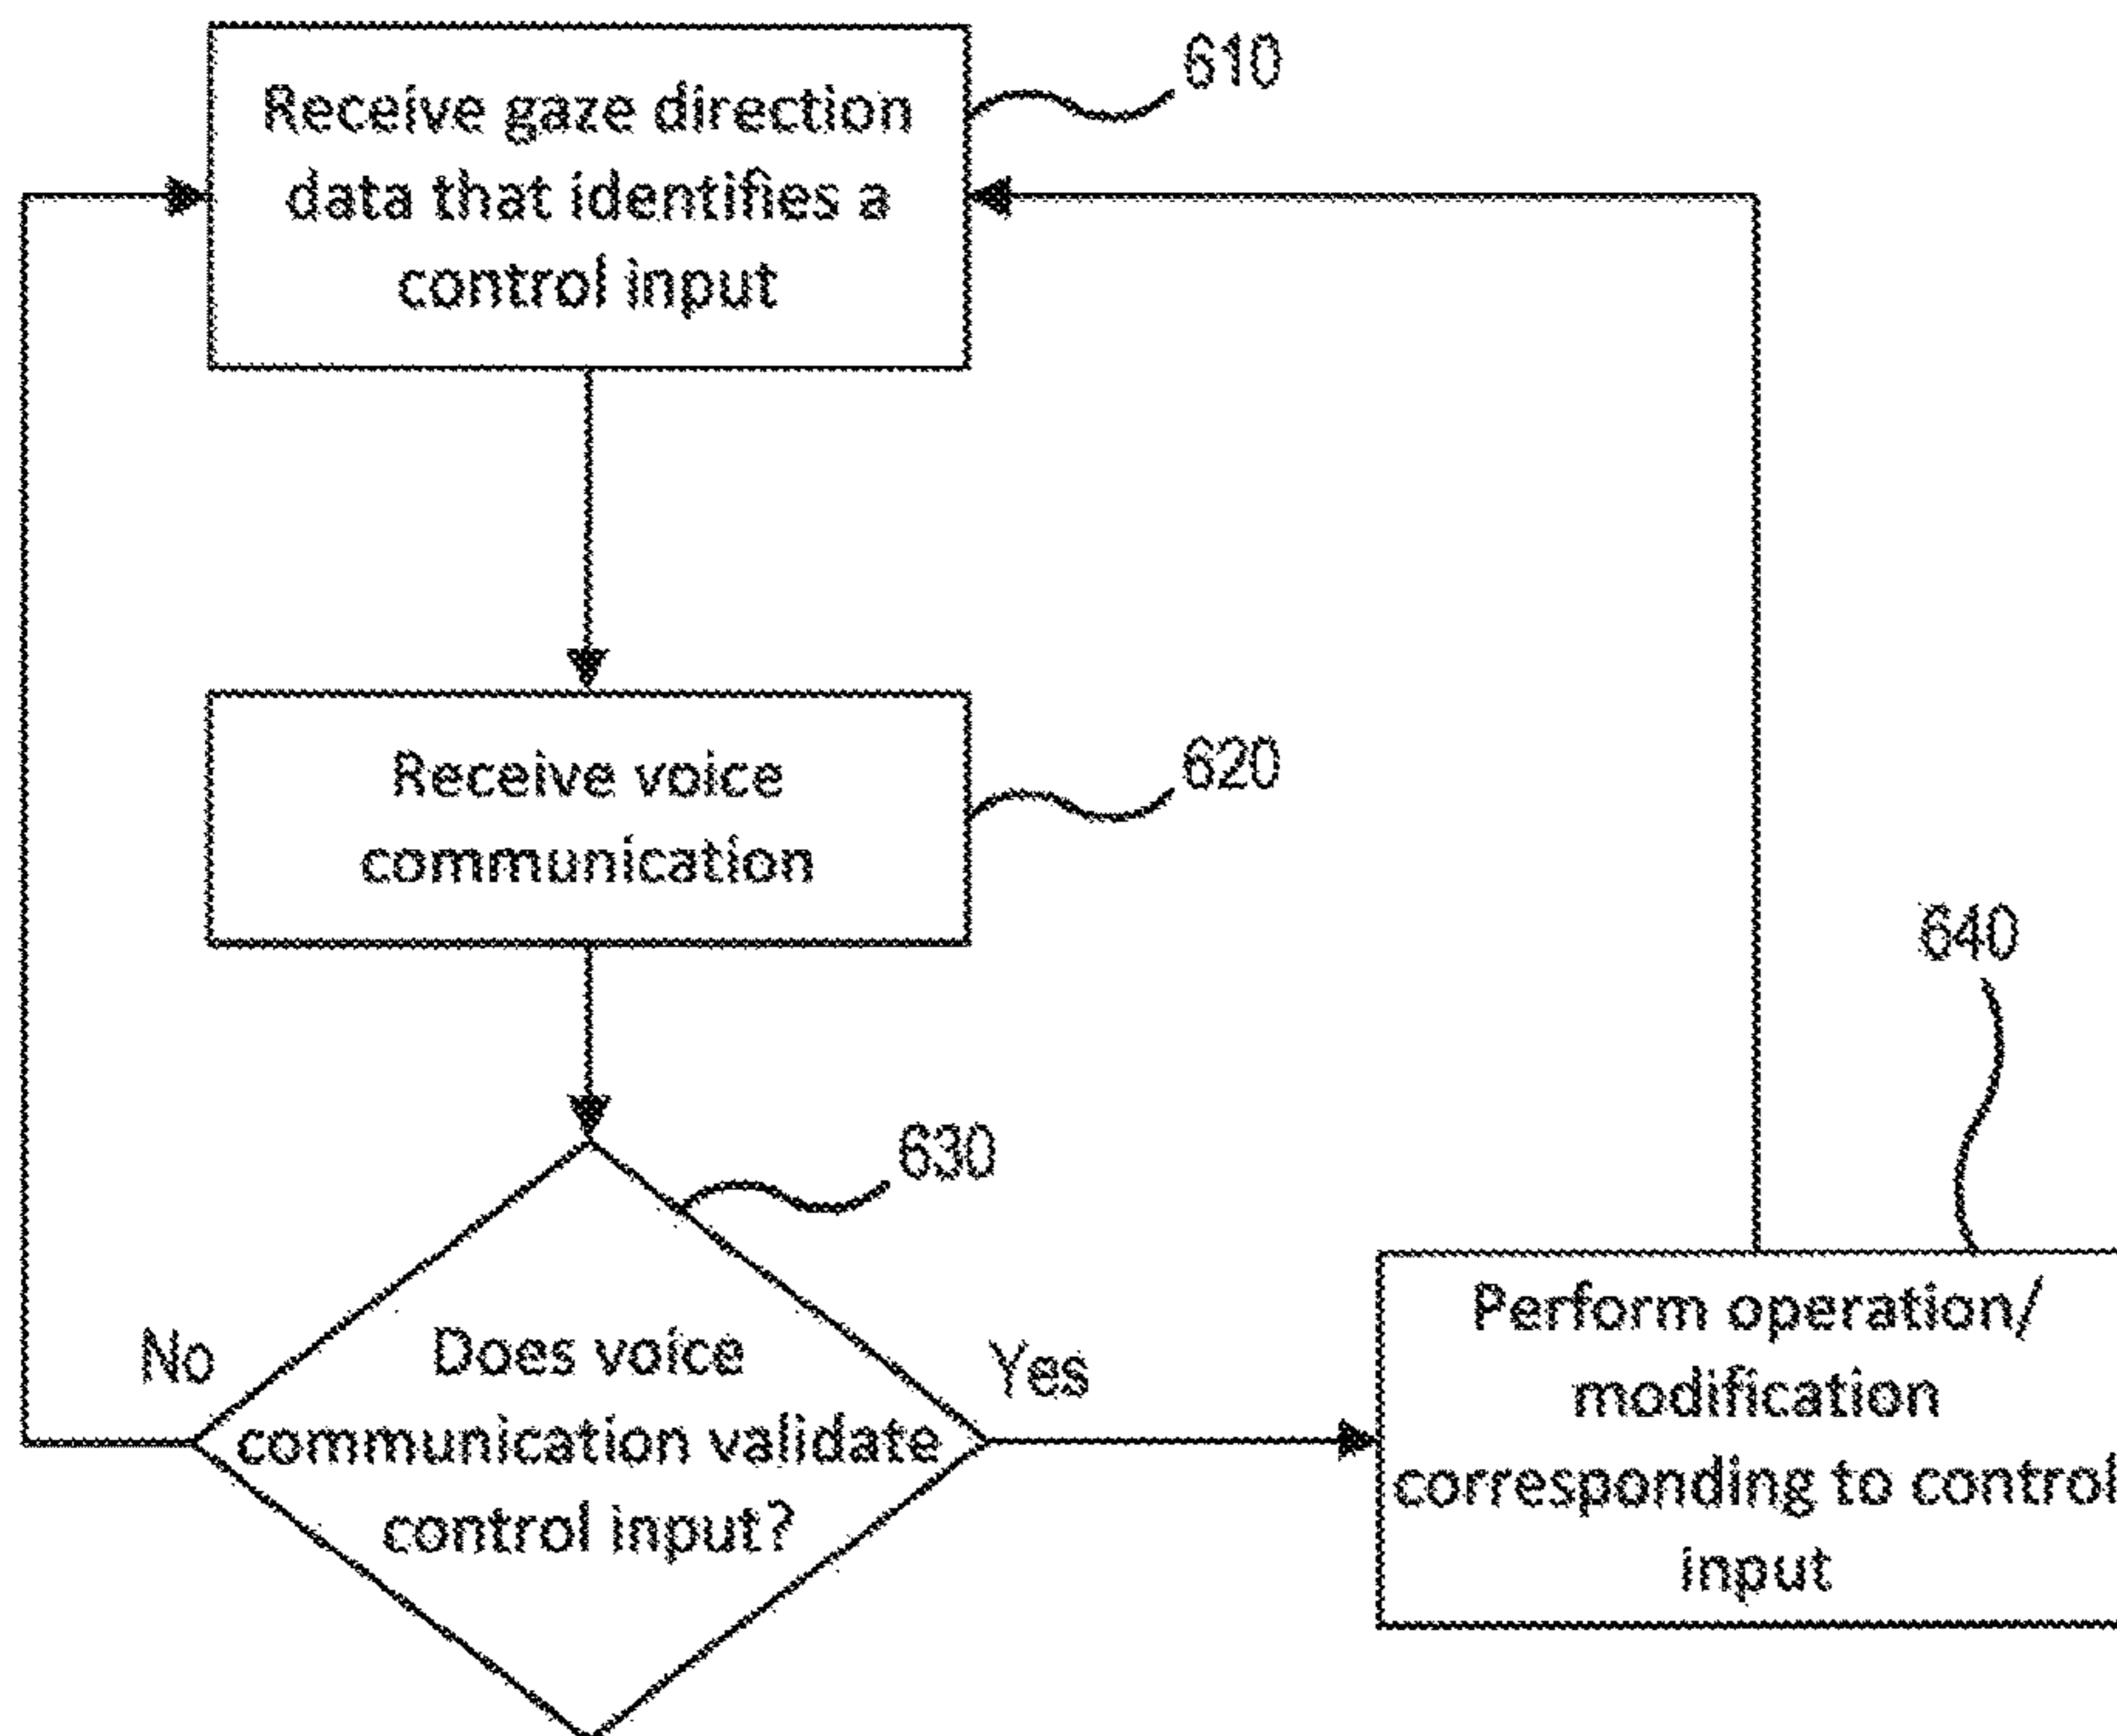 Receive gaze direction
data that identifies a
control input
610
Receive voice
communication
620
630
Does voice
communication validate
control input?
No
Yes
640
Perform operation/
modification
corresponding to control
input